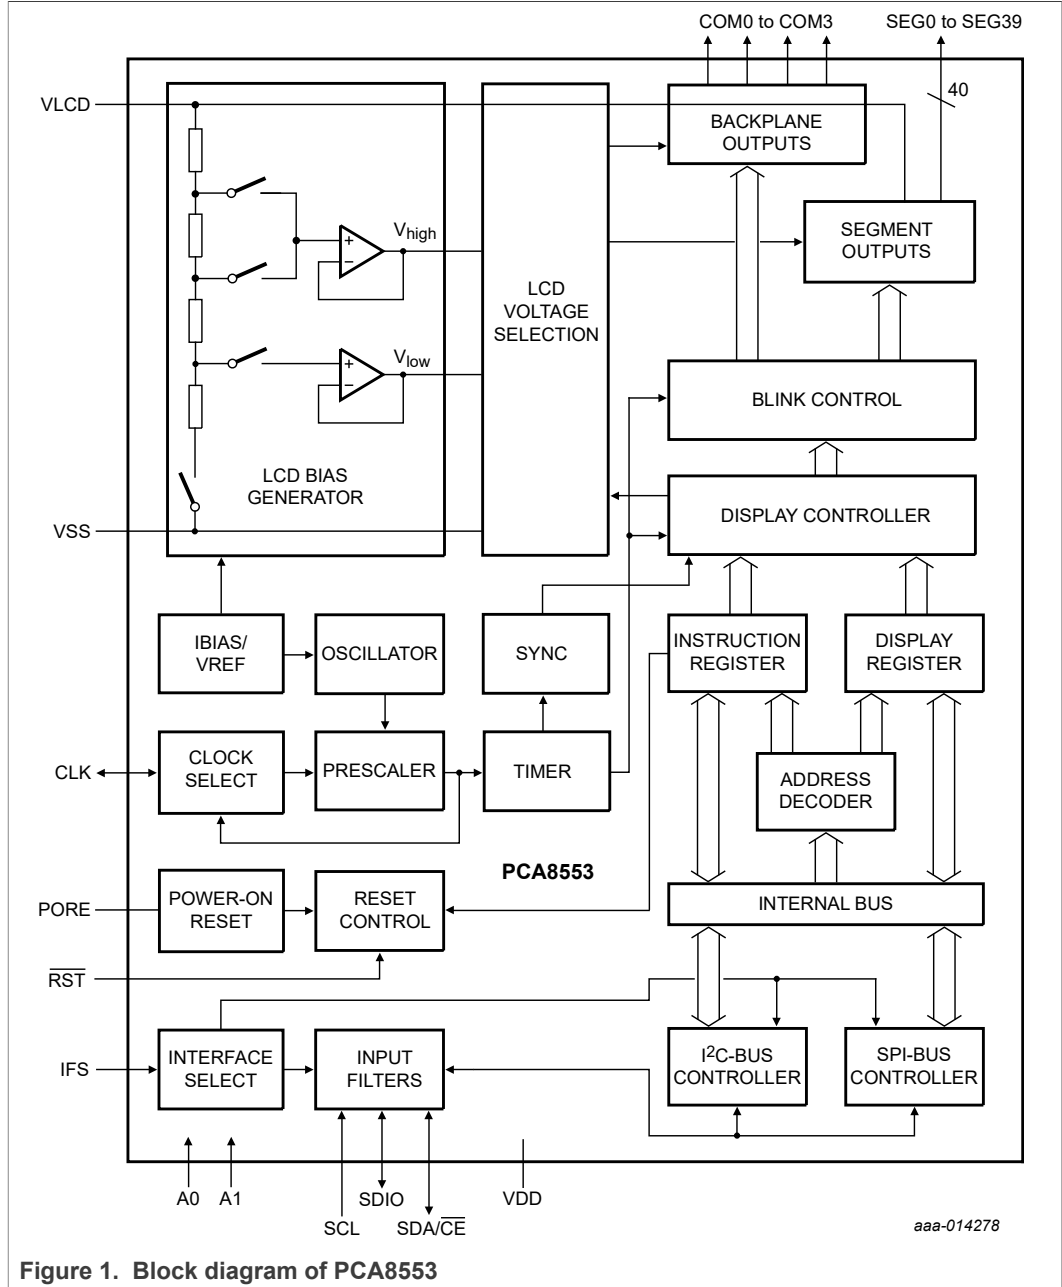 COM0 to COM3
SEG0 to SEG39
VLCD
40
BACKPLANE
OUTPUTS
Vhigh
SEGMENT
OUTPUTS
LCD
VOLTAGE
SELECTION
Vlow
BLINK CONTROL
LCD BIAS
GENERATOR
DISPLAY CONTROLLER
VSS
IBIAS/
VREF
OSCILLATOR
SYNC
INSTRUCTION
REGISTER
DISPLAY
REGISTER
CLK
CLOCK
SELECT
PRESCALER
TIMER
ADDRESS
DECODER
PCA8553
PORE
POWER-ON
RESET
RESET
CONTROL
INTERNAL BUS
RST
IFS
INTERFACE
SELECT
INPUT
FILTERS
I2C-BUS
CONTROLLER
SPI-BUS
CONTROLLER
A0
A1
SCL
SDIO
SDA/CE
VDD
aaa-014278
Figure 1. Block diagram of PCA8553
+
−
+
−